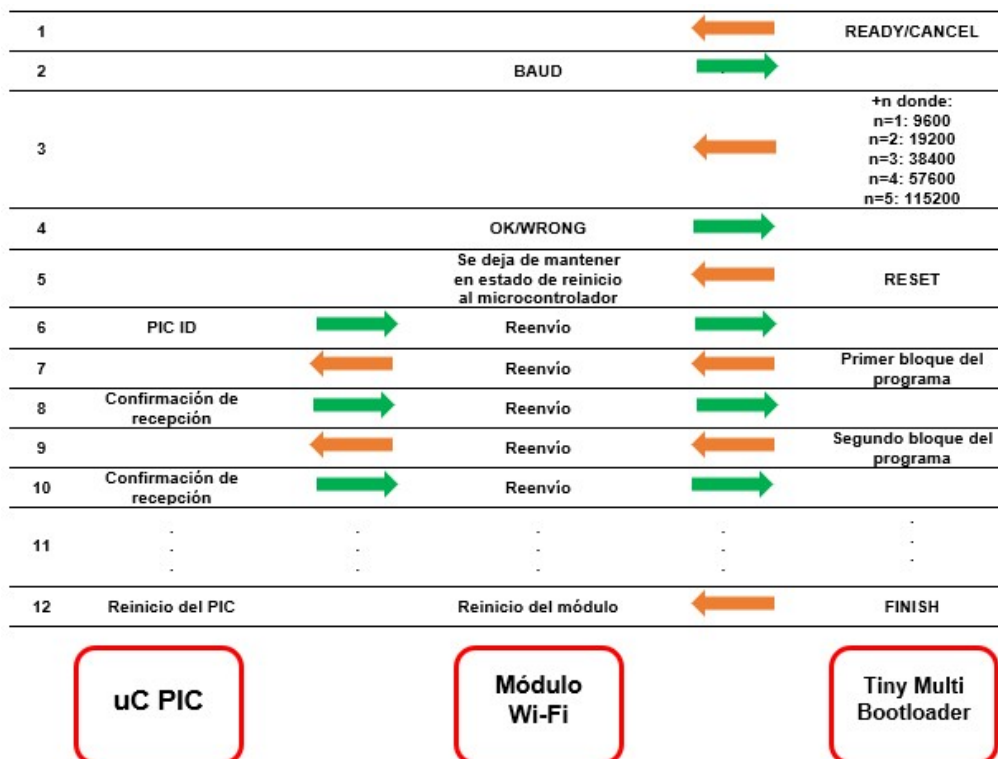 1 READY/CANCEL
2 BAUD
3
+n donde:
n=1: 9600
n=2: 19200
n=3: 38400
n=4: 57600
n=5: 115200
4 OK/WRONG
5
Se deja de mantener
en estado de reinicio
al microcontrolador
RESET
6 PIC ID Reenvío
7 Reenvío
Primer bloque del
programa
8
Confirmación de
recepción
Reenvío
9 Reenvío
Segundo bloque del
programa
10
Confirmación de
recepción
Reenvío
11
12 Reinicio del PIC Reinicio del módulo FINISH
uC PIC
Módulo
Wi-Fi
Tiny Multi
Bootloader